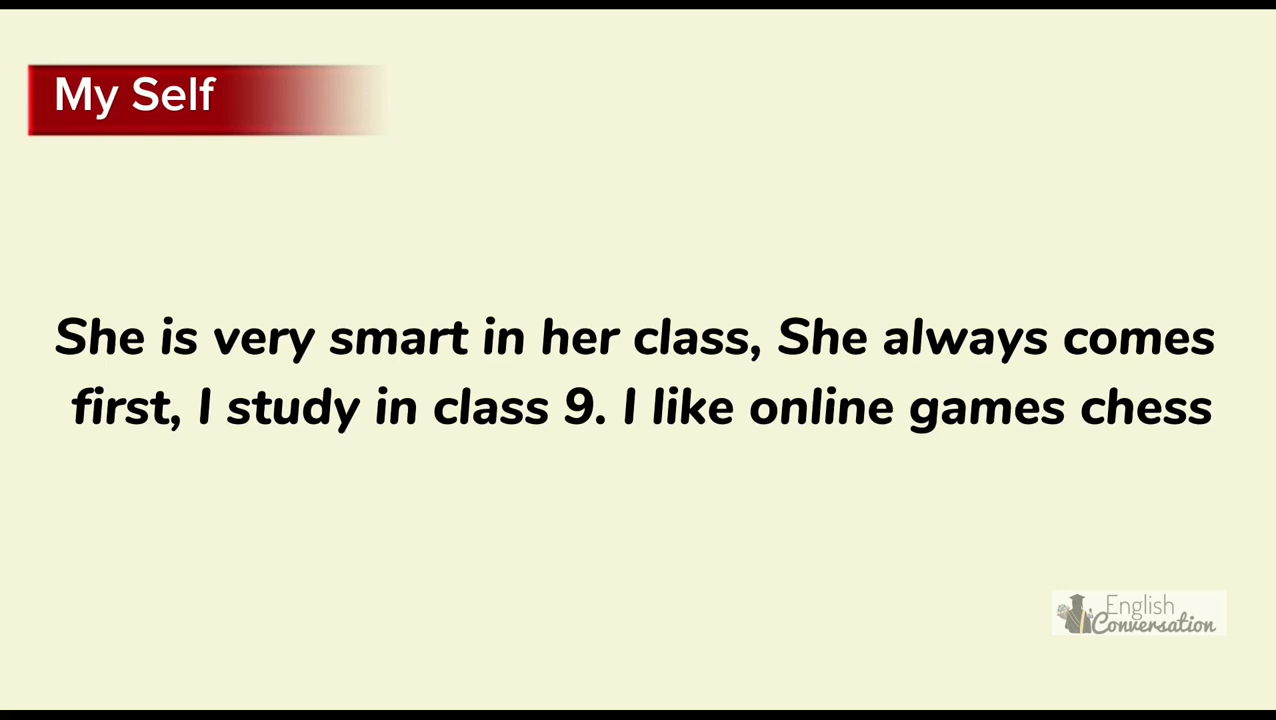 My Self
She is very smart in her class, She always comes
first, I study in class 9. I like online games chess
English
Conversation